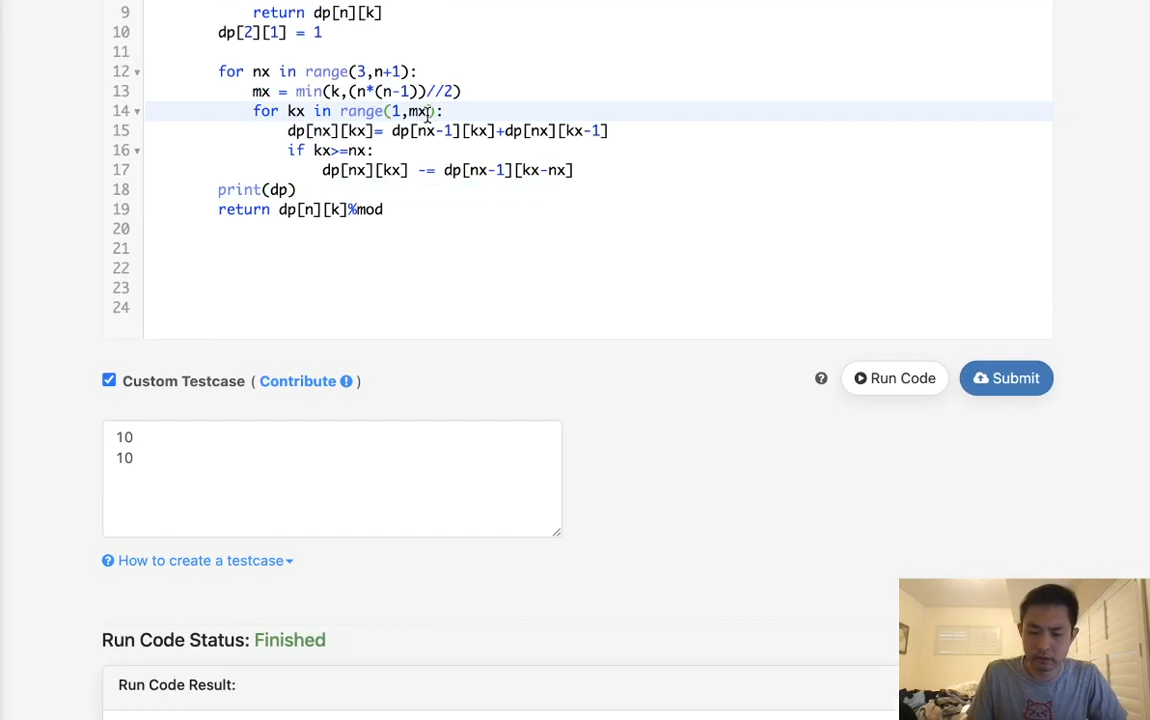 9 return dp[n][k]
10 dp[2][1] = 1
11
12 for nx in range(3,n+1):
13 mx = min(k,(n*(n-1))//2)
14 for kx in range(1,mx):
15 dp[nx][kx]= dp[nx-1][kx]+dp[nx][kx-1]
16 if kx>=nx:
17 dp[nx][kx] -= dp[nx-1][kx-nx]
18 print(dp)
19 return dp[n][k]%mod
20
21
22
23
24
Custom Testcase ( Contribute )
Run Code
Submit
10
10
How to create a testcase
Run Code Status: Finished
Run Code Result: